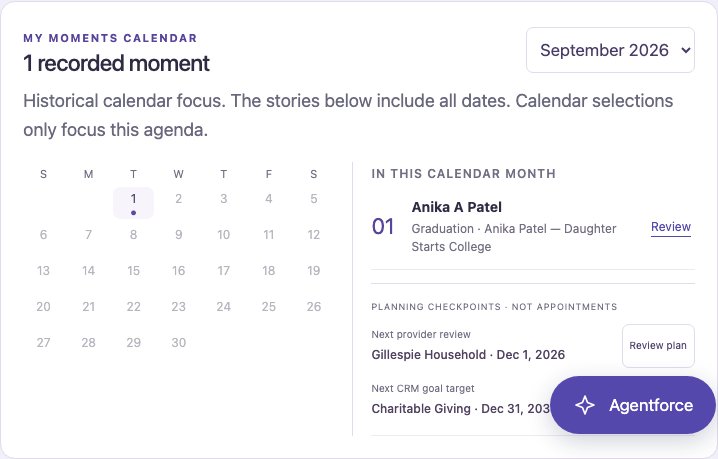 MY MOMENTS CALENDAR
1 recorded moment
September 2026
Historical calendar focus. The stories below include all dates. Calendar selections
only focus this agenda.
S M T W T F S
1 2 3 4 5
6 7 8 9 10 11 12
13 14 15 16 17 18 19
20 21 22 23 24 25 26
27 28 29 30
IN THIS CALENDAR MONTH
01
Anika A Patel
Graduation · Anika Patel — Daughter
Starts College
Review
PLANNING CHECKPOINTS · NOT APPOINTMENTS
Next provider review
Gillespie Household · Dec 1, 2026
Review plan
Next CRM goal target
Charitable Giving · Dec 31, 203
Agentforce